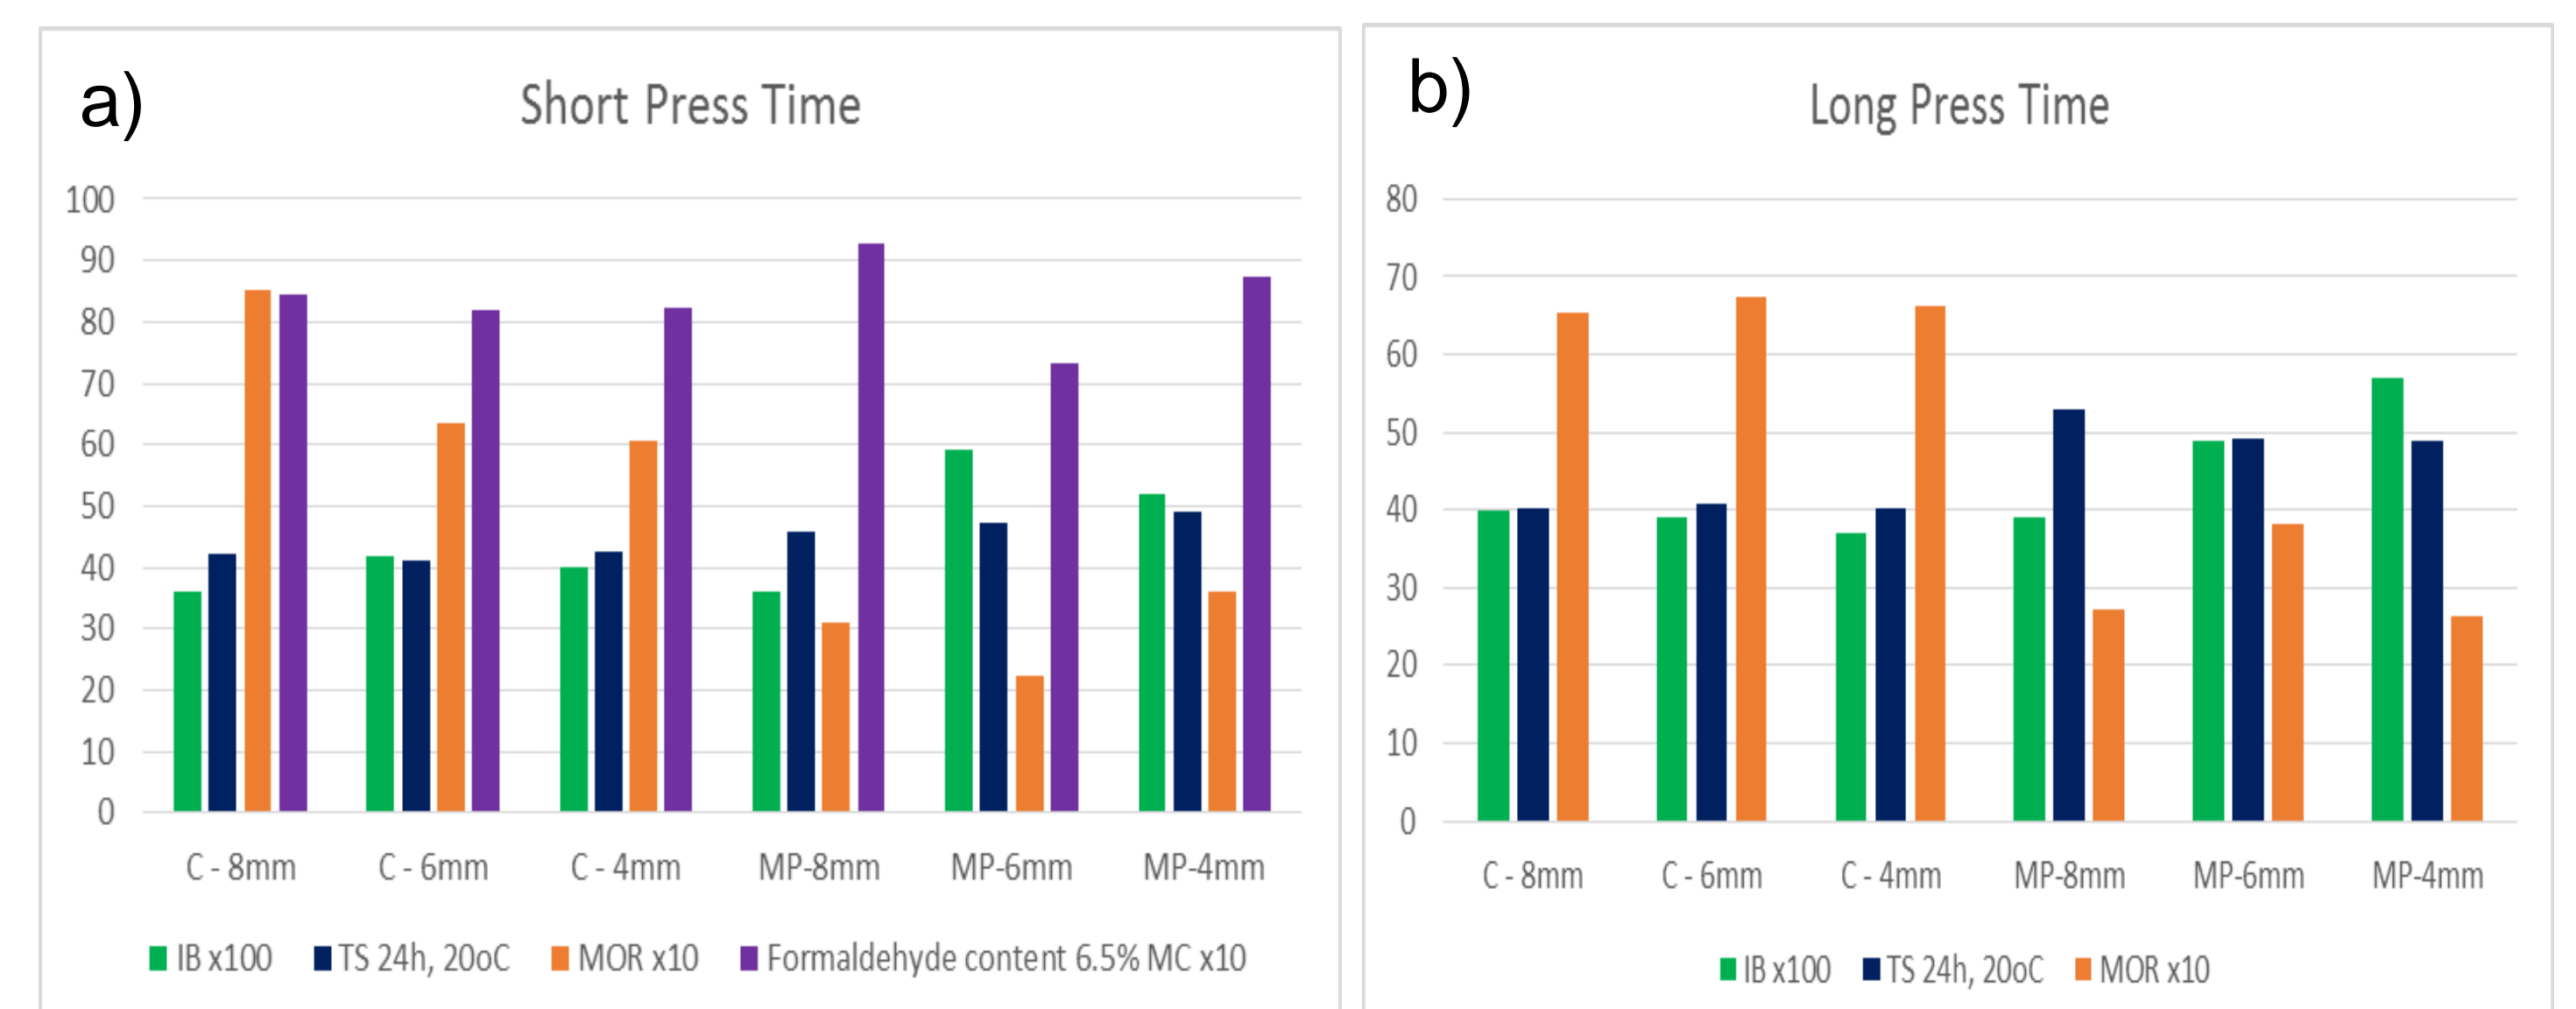 a)
Short Press Time
100
90
80
70
60
50
40
30
20
10
0
C - 8mm C - 6mm C - 4mm MP-8mm MP-6mm MP-4mm
IB x100 TS 24h, 20oC MOR x10 Formaldehyde content 6.5% MC x10
b)
Long Press Time
80
70
60
50
40
30
20
10
0
C - 8mm C - 6mm C - 4mm MP-8mm MP-6mm MP-4mm
IB x100 TS 24h, 20oC MOR x10